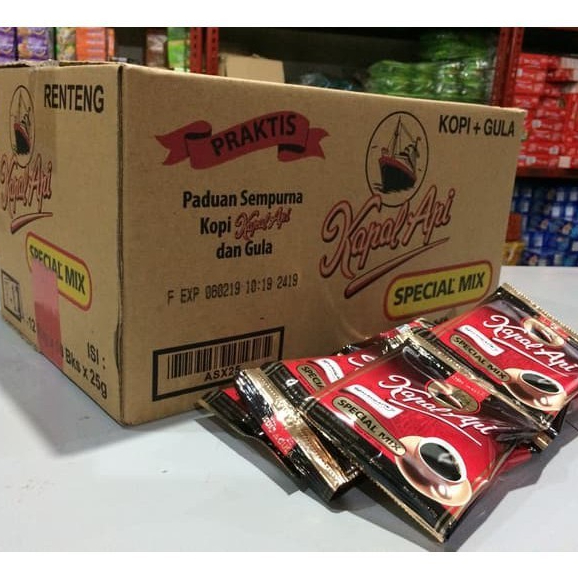 RENTENG
Kapal Api
SPECIAL MIX
ISI :
Bks x 25g
PRAKTIS
Paduan Sempurna
Kopi Kapal Api
dan Gula
F EXP 080219 10:19 2419
KOPI + GULA
Kapal Api
SPECIAL MIX
Kapal Api
SPECIAL MIX
Kapal Api
SPECIAL MIX